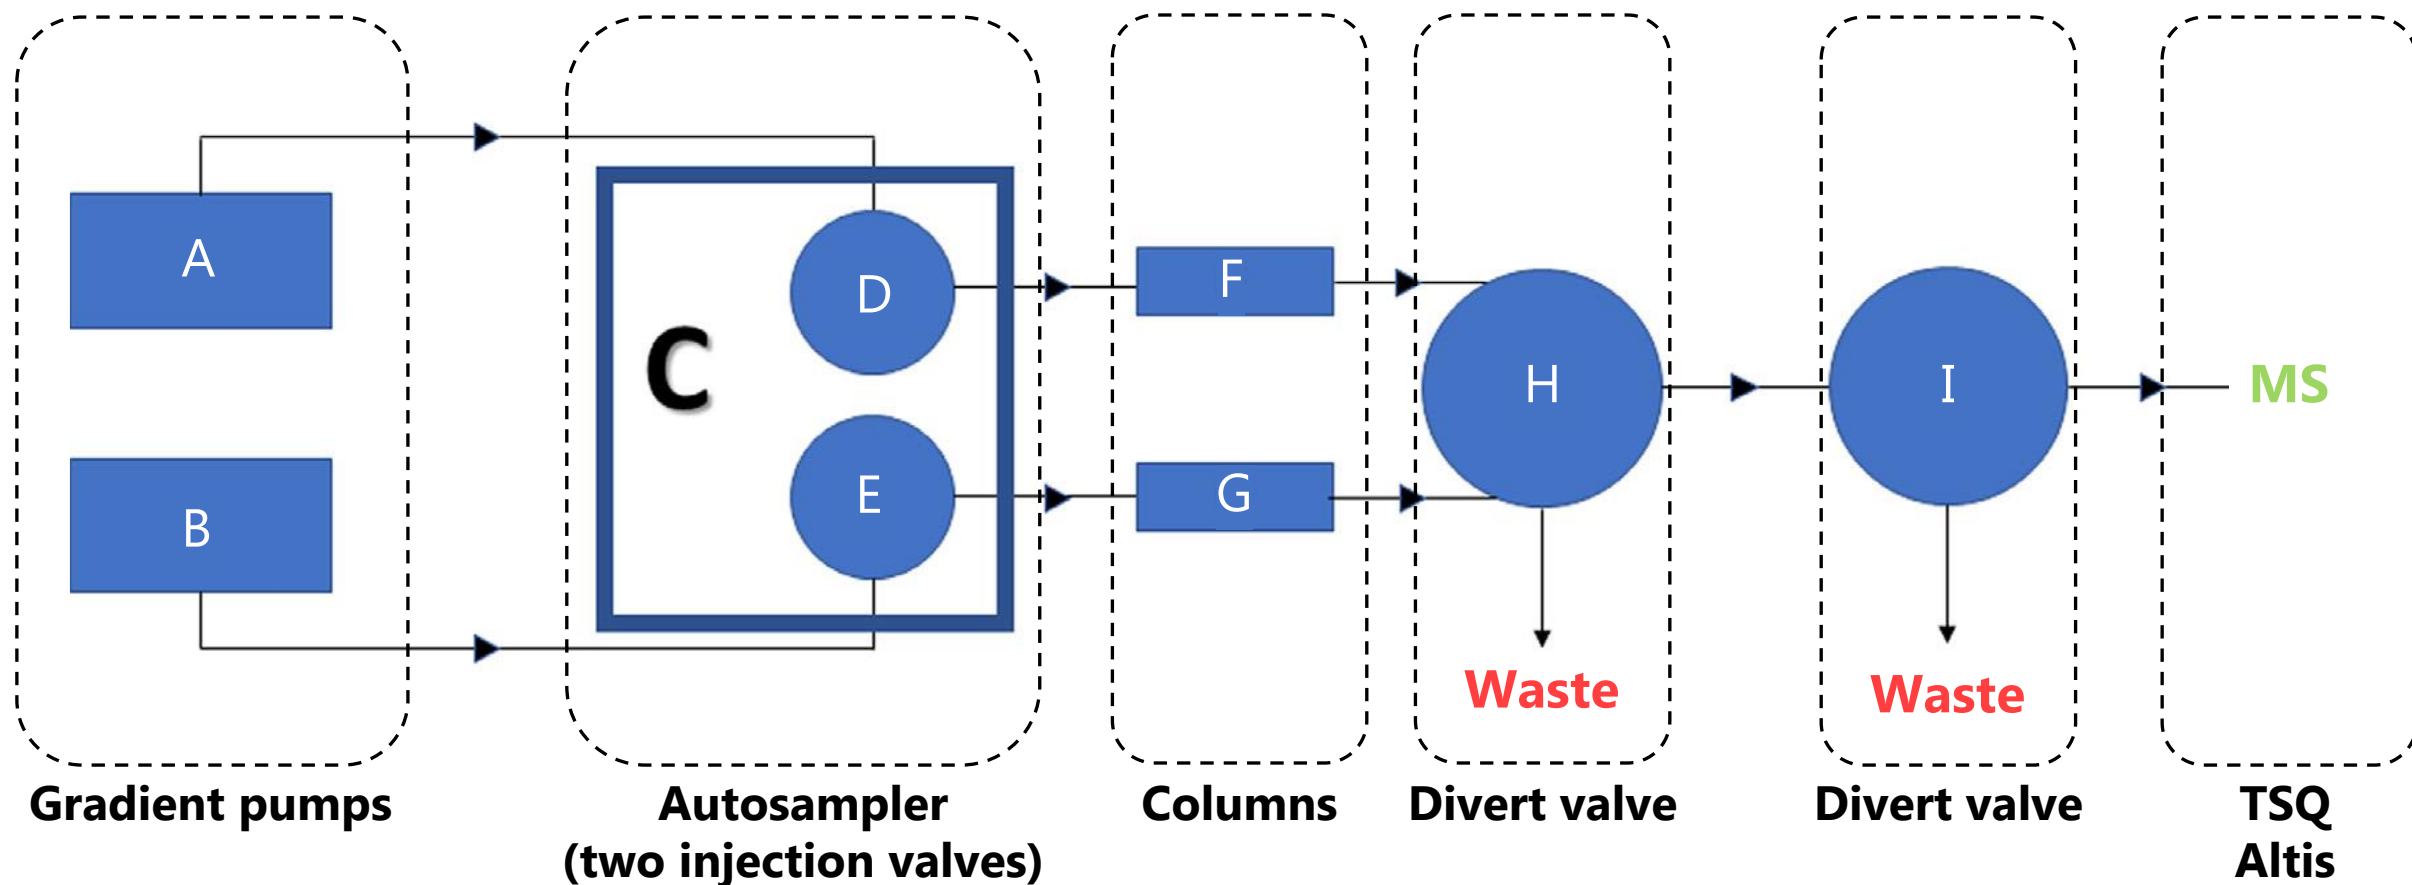 A
B
C
D
E
F
G
H
I
MS
Waste
Waste
Gradient pumps
Autosampler
(two injection valves)
Columns
Divert valve
Divert valve
TSQ
Altis